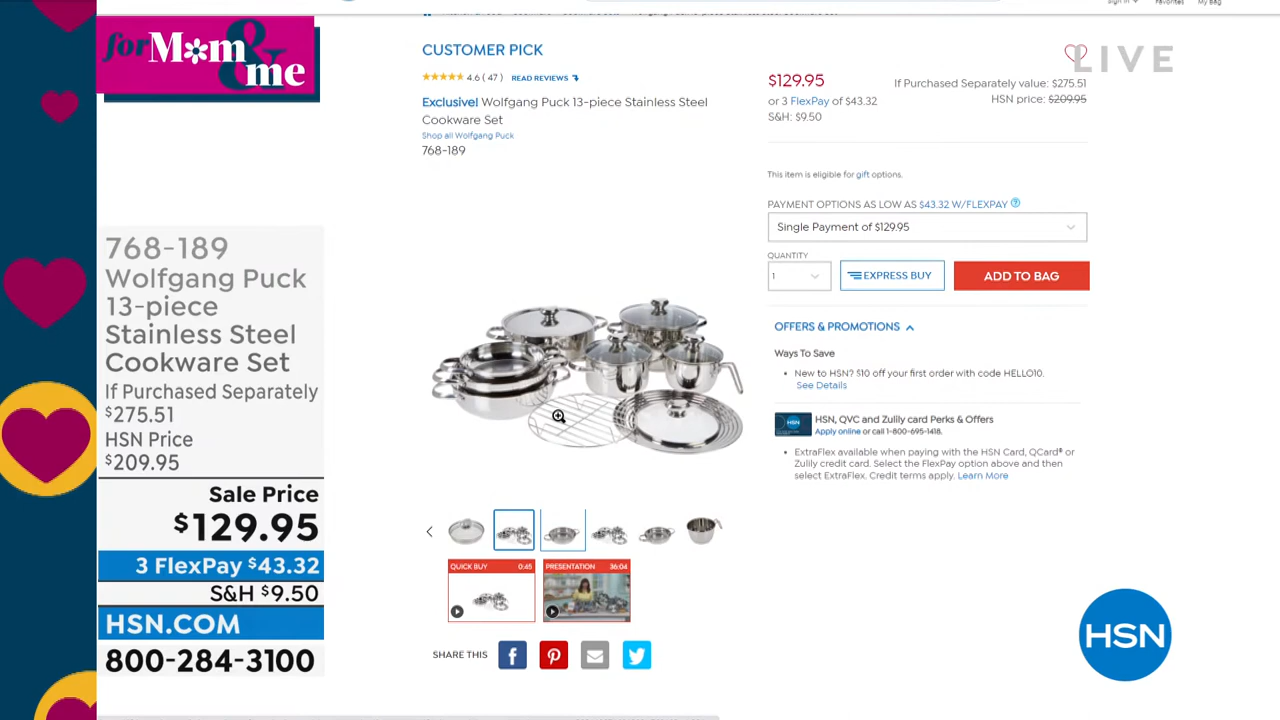 Sign in
Favorites
My Bag
for Mom
& me
CUSTOMER PICK
4.6 (47) READ REVIEWS
Exclusive! Wolfgang Puck 13-piece Stainless Steel
Cookware Set
Shop all Wolfgang Puck
768-189
LIVE
$129.95
If Purchased Separately value: $275.51
or 3 FlexPay of $43.32
HSN price: $209.95
S&H: $9.50
This item is eligible for gift options.
PAYMENT OPTIONS AS LOW AS $43.32 W/FLEXPAY ?
Single Payment of $129.95
QUANTITY
1
EXPRESS BUY
ADD TO BAG
OFFERS & PROMOTIONS
Ways To Save
• New to HSN? $10 off your first order with code HELLO10.
See Details
HSN, QVC and Zulily card Perks & Offers
Apply online or call 1-800-695-1418.
• ExtraFlex available when paying with the HSN Card, QCard® or
Zulily credit card. Select the FlexPay option above and then
select ExtraFlex. Credit terms apply. Learn More
768-189
Wolfgang Puck
13-piece
Stainless Steel
Cookware Set
If Purchased Separately
$275.51
HSN Price
$209.95
Sale Price
$129.95
3 FlexPay $43.32
S&H $9.50
HSN.COM
800-284-3100
QUICK BUY 0:45
PRESENTATION 36:04
SHARE THIS
HSN